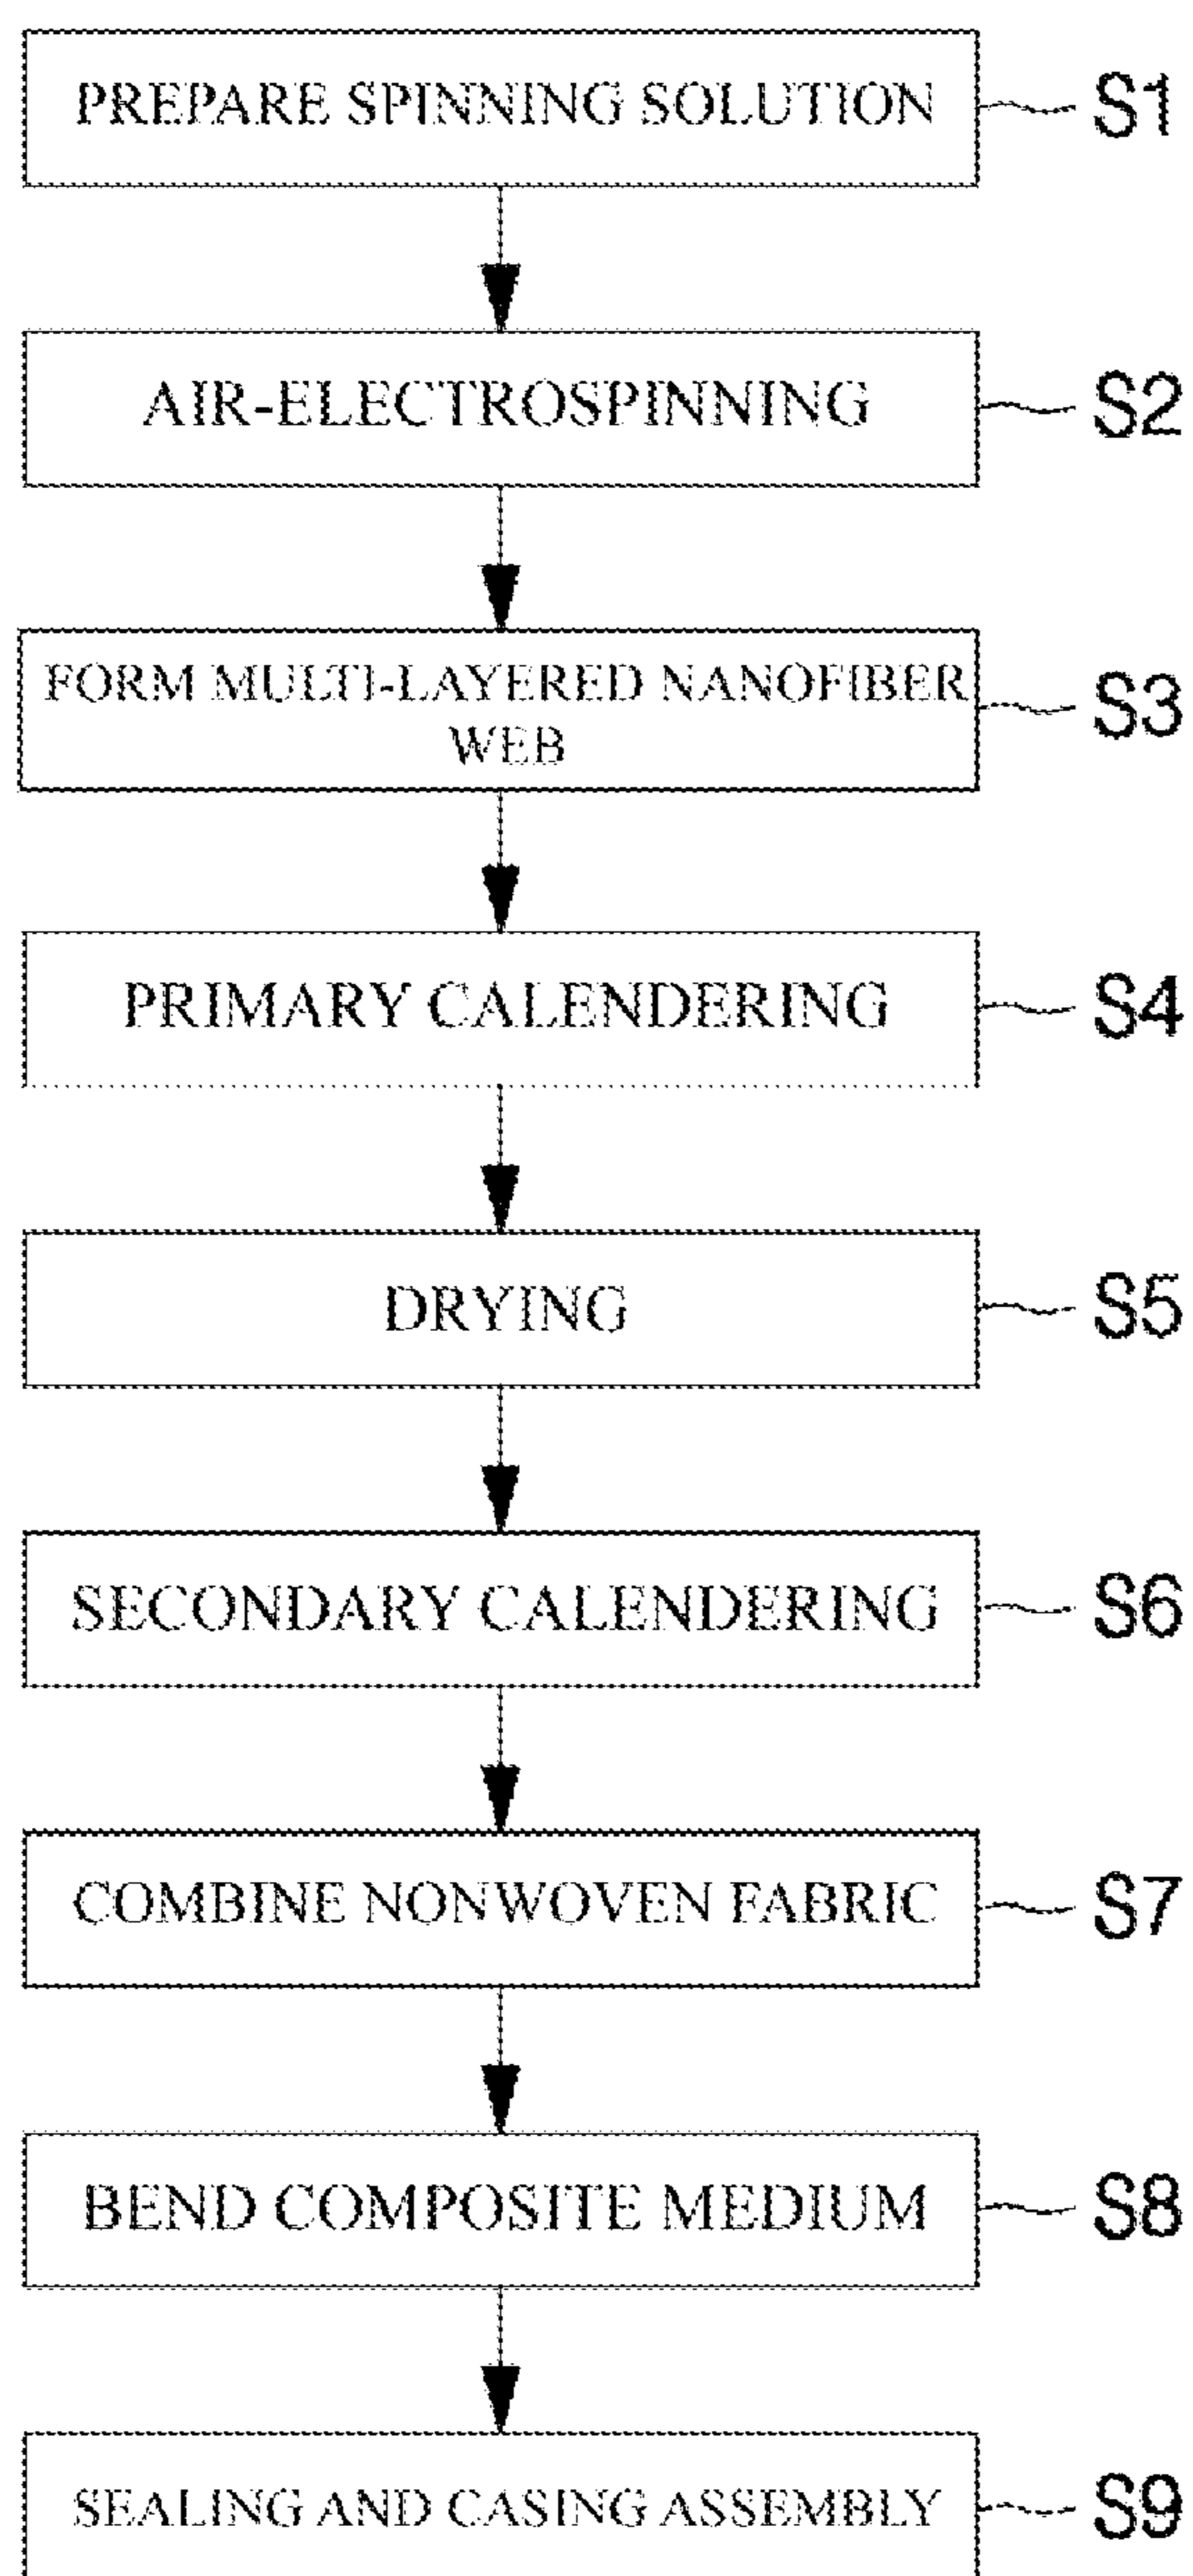 PREPARE SPINNING SOLUTION S1
AIR-ELECTROSPINNING S2
FORM MULTI-LAYERED NANOFIBER S3
WEB
PRIMARY CALENDERING S4
DRYING S5
SECONDARY CALENDERING S6
COMBINE NONWOVEN FABRIC S7
BEND COMPOSITE MEDIUM S8
SEALING AND CASING ASSEMBLY S9